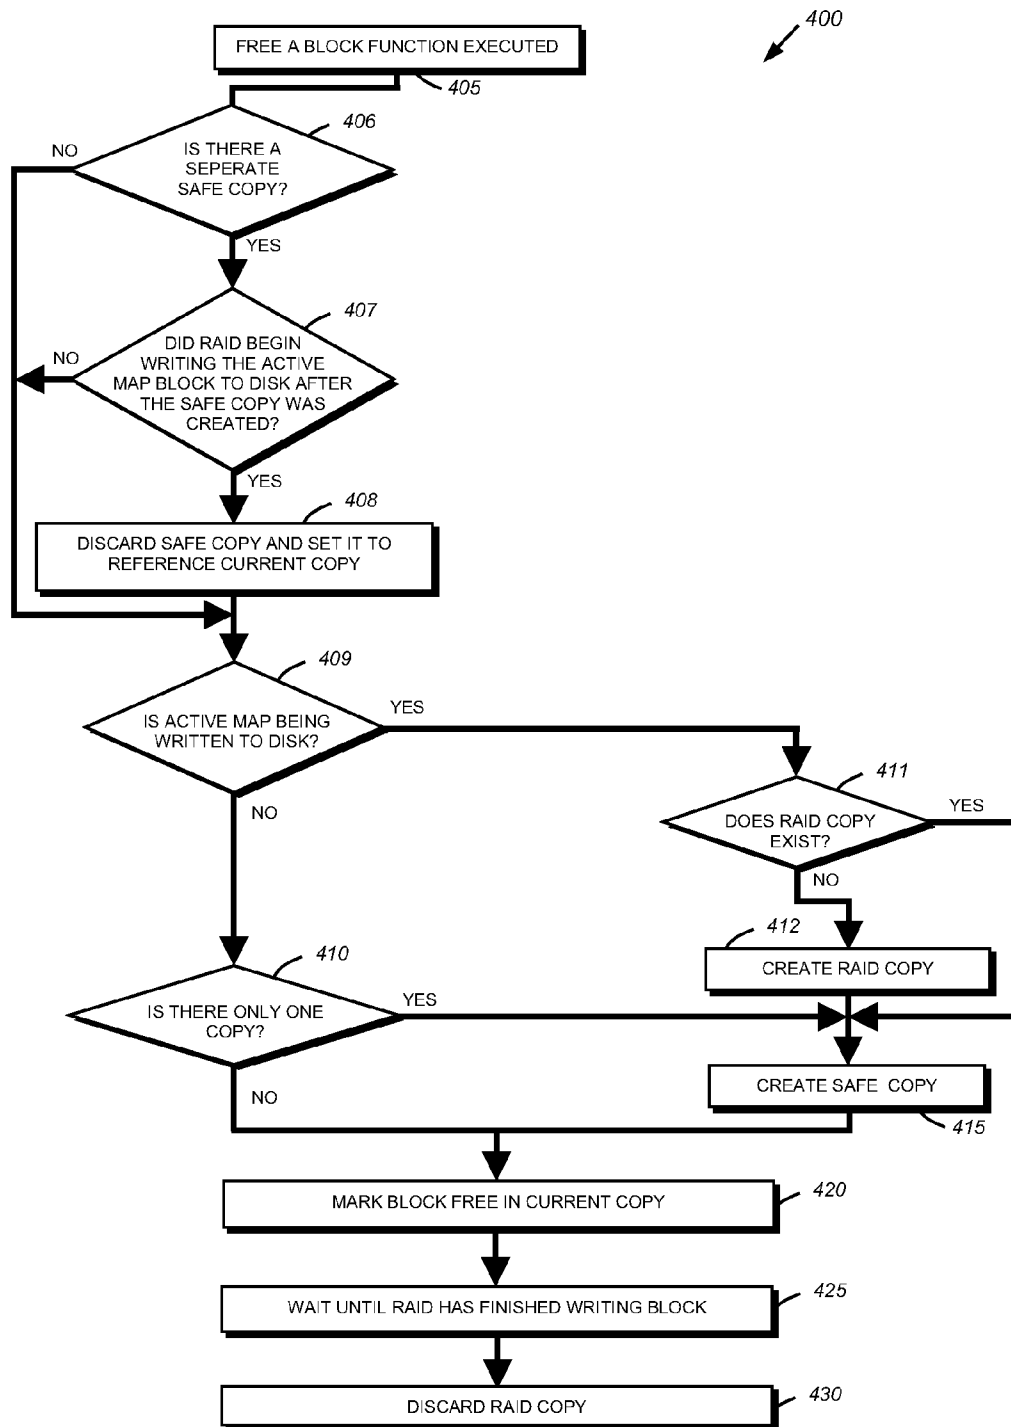 400
FREE A BLOCK FUNCTION EXECUTED
405
406
NO
IS THERE A
SEPERATE
SAFE COPY?
YES
407
DID RAID BEGIN
WRITING THE ACTIVE
MAP BLOCK TO DISK AFTER
THE SAFE COPY WAS
CREATED?
NO
YES
408
DISCARD SAFE COPY AND SET IT TO
REFERENCE CURRENT COPY
409
IS ACTIVE MAP BEING
WRITTEN TO DISK?
YES
NO
411
DOES RAID COPY
EXIST?
YES
NO
412
CREATE RAID COPY
410
IS THERE ONLY ONE
COPY?
YES
NO
CREATE SAFE COPY
415
MARK BLOCK FREE IN CURRENT COPY
420
WAIT UNTIL RAID HAS FINISHED WRITING BLOCK
425
DISCARD RAID COPY
430